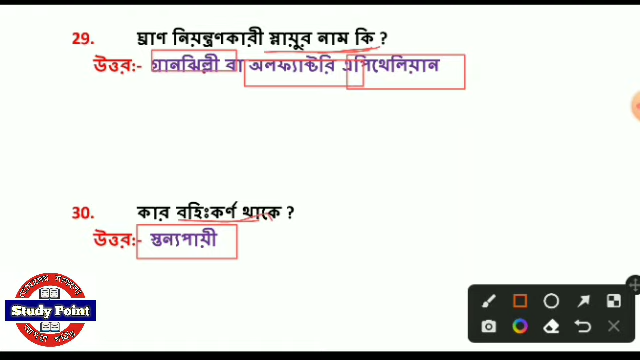 29. ঘ্রাণ নিয়ন্ত্রণকারী স্নায়ুর নাম কি ?
উত্তর:- গ্রানঝিল্লী বা অলফ্যাক্টরি এপিথেলিয়ান
30. কার বহিঃকর্ণ থাকে ?
উত্তর:- স্তন্যপায়ী
Study Point